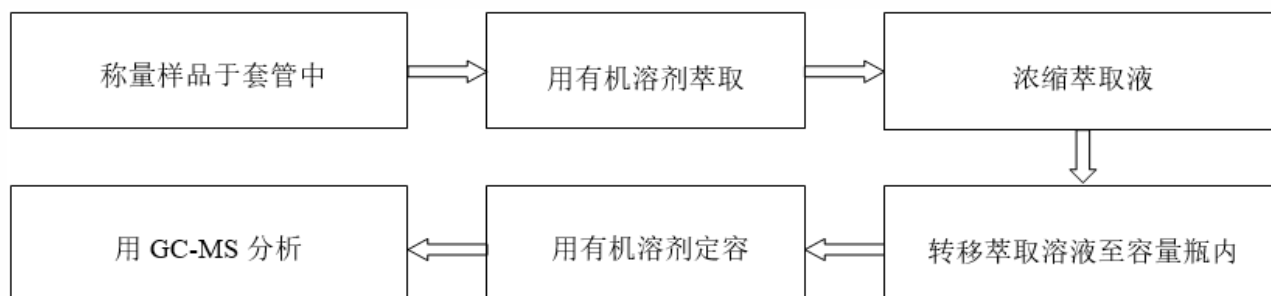 称量样品于套管中
用有机溶剂萃取
浓缩萃取液
转移萃取溶液至容量瓶内
用有机溶剂定容
用 GC-MS 分析